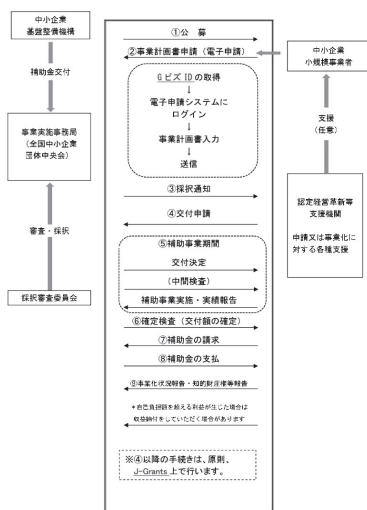 中小企業
基盤整備機構
補助金交付
事業実施事務局
(全国中小企業
団体中央会)
審査・採択
採択審査委員会
①公 募
②事業計画書申請(電子申請)
GビズIDの取得
↓
電子申請システムに
ログイン
↓
事業計画書入力
↓
送信
③採択通知
④交付申請
⑤補助事業期間
交付決定
(中間検査)
補助事業実施・実績報告
⑥確定検査(交付額の確定)
⑦補助金の請求
⑧補助金の支払
⑨事業化状況報告・知的財産権等報告
*自己負担額を超える利益が生じた場合は
収益納付をしていただく場合があります
※④以降の手続きは、原則、
J-Grants上で行います。
中小企業
小規模事業者
支援
(任意)
認定経営革新等
支援機関
申請又は事業化に
対する各種支援